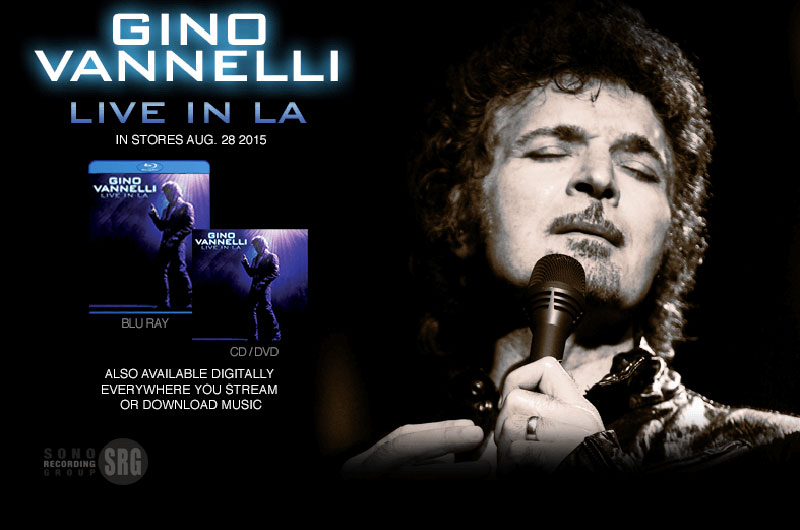 GINO
VANNELLI
LIVE IN LA
IN STORES AUG. 28 2015
GINO
VANNELLI
LIVE IN LA
GINO
VANNELLI
LIVE IN LA
BLU RAY
CD / DVD
ALSO AVAILABLE DIGITALLY
EVERYWHERE YOU STREAM
OR DOWNLOAD MUSIC
SONO
RECORDING
GROUP
SRG